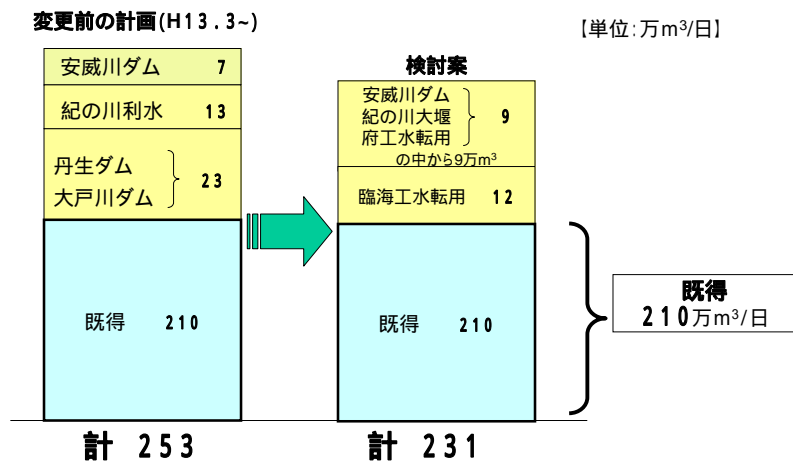 変更前の計画(H13.3~)
【単位:万m³/日】
安威川ダム 7
紀の川利水 13
丹生ダム
大戸川ダム
23
既得 210
計 253
検討案
安威川ダム
紀の川大堰
府工水転用
9
の中から9万m³
臨海工水転用 12
既得 210
計 231
既得
210万m³/日